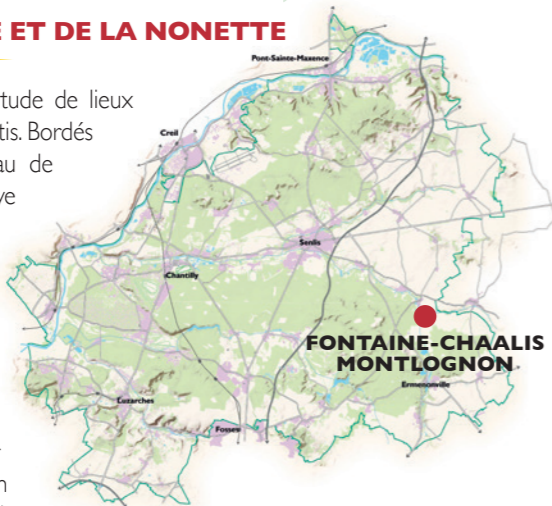 E ET DE LA NONETTE
tude de lieux
tis. Bordés
au de
ve
Pont-Sainte-Maxence
Creil
Senlis
Chantilly
FONTAINE-CHAALIS
MONTLOGNON
Ermenonville
Luzarches
Fosses
n